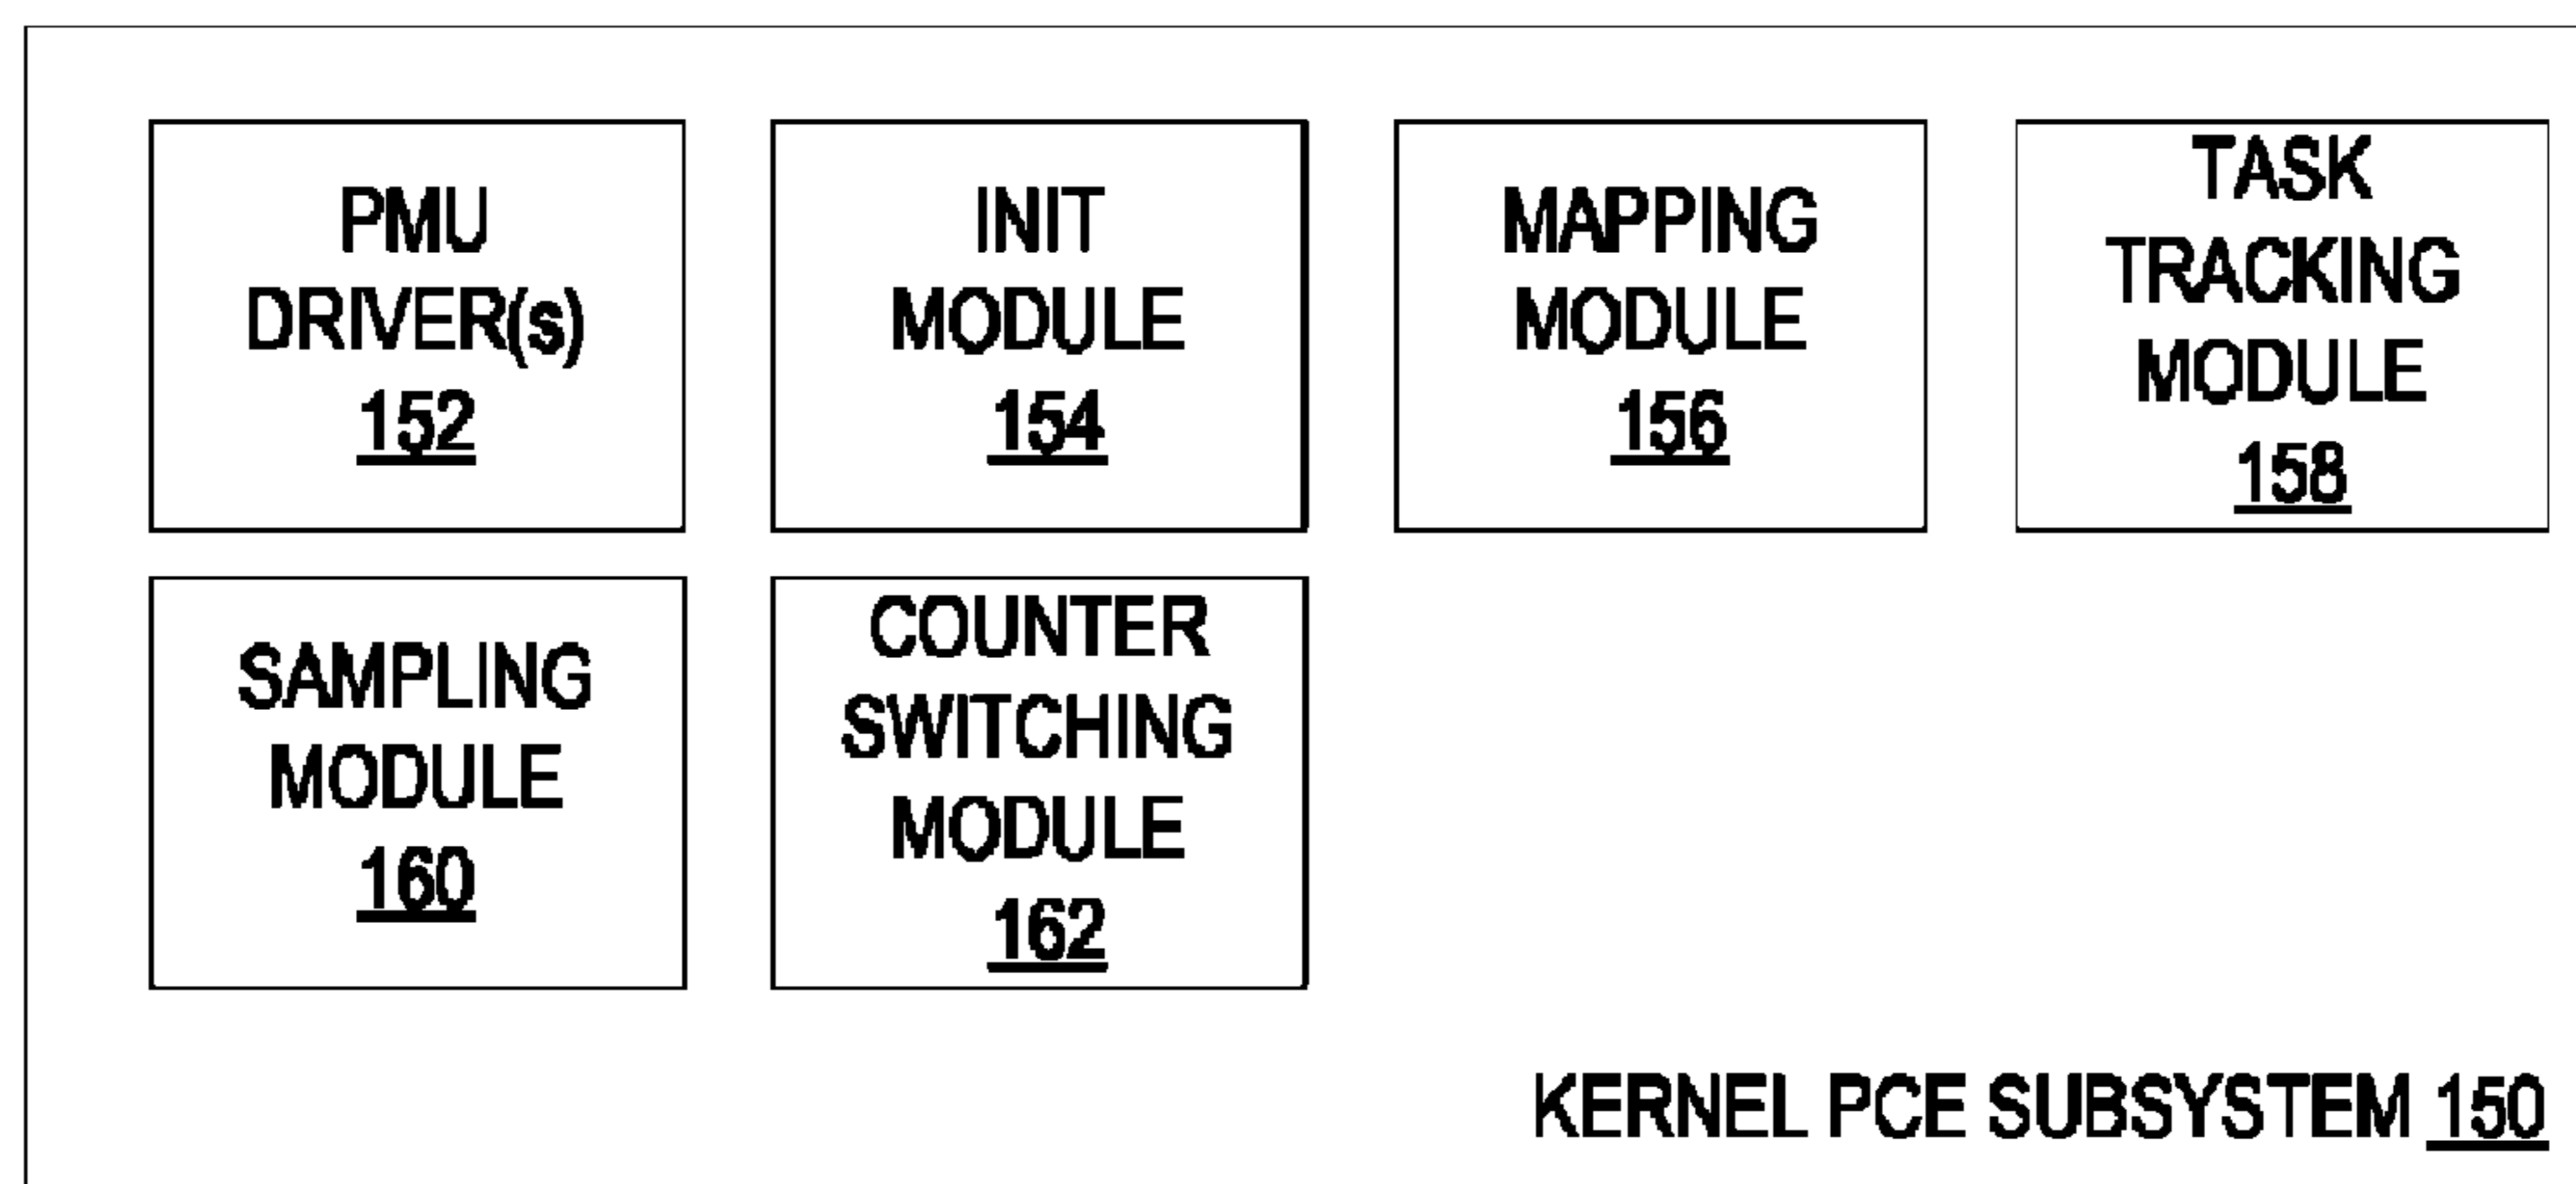 PMU
DRIVER(s)
152
INIT
MODULE
154
MAPPING
MODULE
156
TASK
TRACKING
MODULE
158
SAMPLING
MODULE
160
COUNTER
SWITCHING
MODULE
162
KERNEL PCE SUBSYSTEM 150